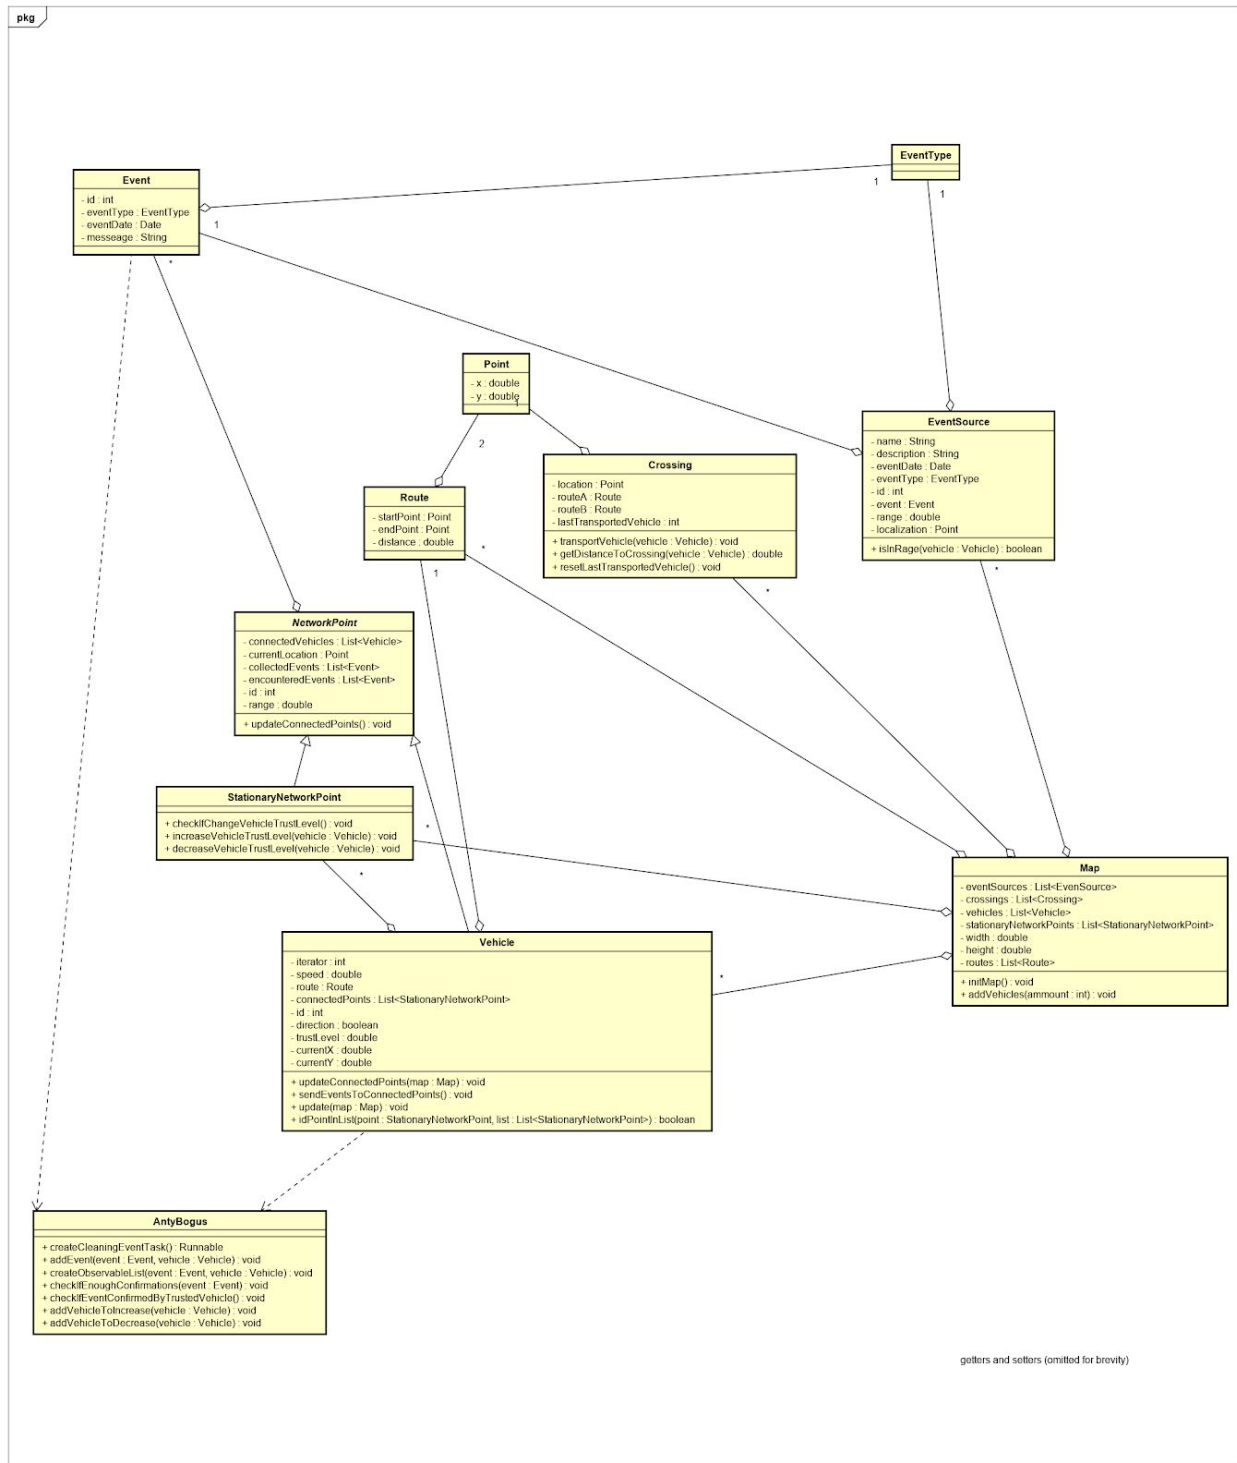 pkg
EventType
1
1
Event
- id : int
- eventType : EventType
- eventDate : Date
- messeage : String
1
*
Point
- x : double
- y : double
1
2
EventSource
- name : String
- description : String
- eventDate : Date
- eventType : EventType
- id : int
- event : Event
- range : double
- localization : Point
+ isInRage(vehicle : Vehicle) : boolean
*
Crossing
- location : Point
- routeA : Route
- routeB : Route
- lastTransportedVehicle : int
+ transportVehicle(vehicle : Vehicle) : void
+ getDistanceToCrossing(vehicle : Vehicle) : double
+ resetLastTransportedVehicle() : void
*
Route
- startPoint : Point
- endPoint : Point
- distance : double
*
1
NetworkPoint
- connectedVehicles : List<Vehicle>
- currentLocation : Point
- collectedEvents : List<Event>
- encounteredEvents : List<Event>
- id : int
- range : double
+ updateConnectedPoints() : void
StationaryNetworkPoint
+ checkIfChangeVehicleTrustLevel() : void
+ increaseVehicleTrustLevel(vehicle : Vehicle) : void
+ decreaseVehicleTrustLevel(vehicle : Vehicle) : void
*
*
Map
- eventSources : List<EvenSource>
- crossings : List<Crossing>
- vehicles : List<Vehicle>
- stationaryNetworkPoints : List<StationaryNetworkPoint>
- width : double
- height : double
- routes : List<Route>
+ initMap() : void
+ addVehicles(ammount : int) : void
Vehicle
- iterator : int
- speed : double
- route : Route
- connectedPoints : List<StationaryNetworkPoint>
- id : int
- direction : boolean
- trustLevel : double
- currentX : double
- currentY : double
+ updateConnectedPoints(map : Map) : void
+ sendEventsToConnectedPoints() : void
+ update(map : Map) : void
+ idPointInList(point : StationaryNetworkPoint, list : List<StationaryNetworkPoint>) : boolean
*
AntyBogus
+ createCleaningEventTask() : Runnable
+ addEvent(event : Event, vehicle : Vehicle) : void
+ createObservableList(event : Event, vehicle : Vehicle) : void
+ checkIfEnoughConfirmations(event : Event) : void
+ checkIfEventConfirmedByTrustedVehicle() : void
+ addVehicleToIncrease(vehicle : Vehicle) : void
+ addVehicleToDecrease(vehicle : Vehicle) : void
getters and setters (omitted for brevity)